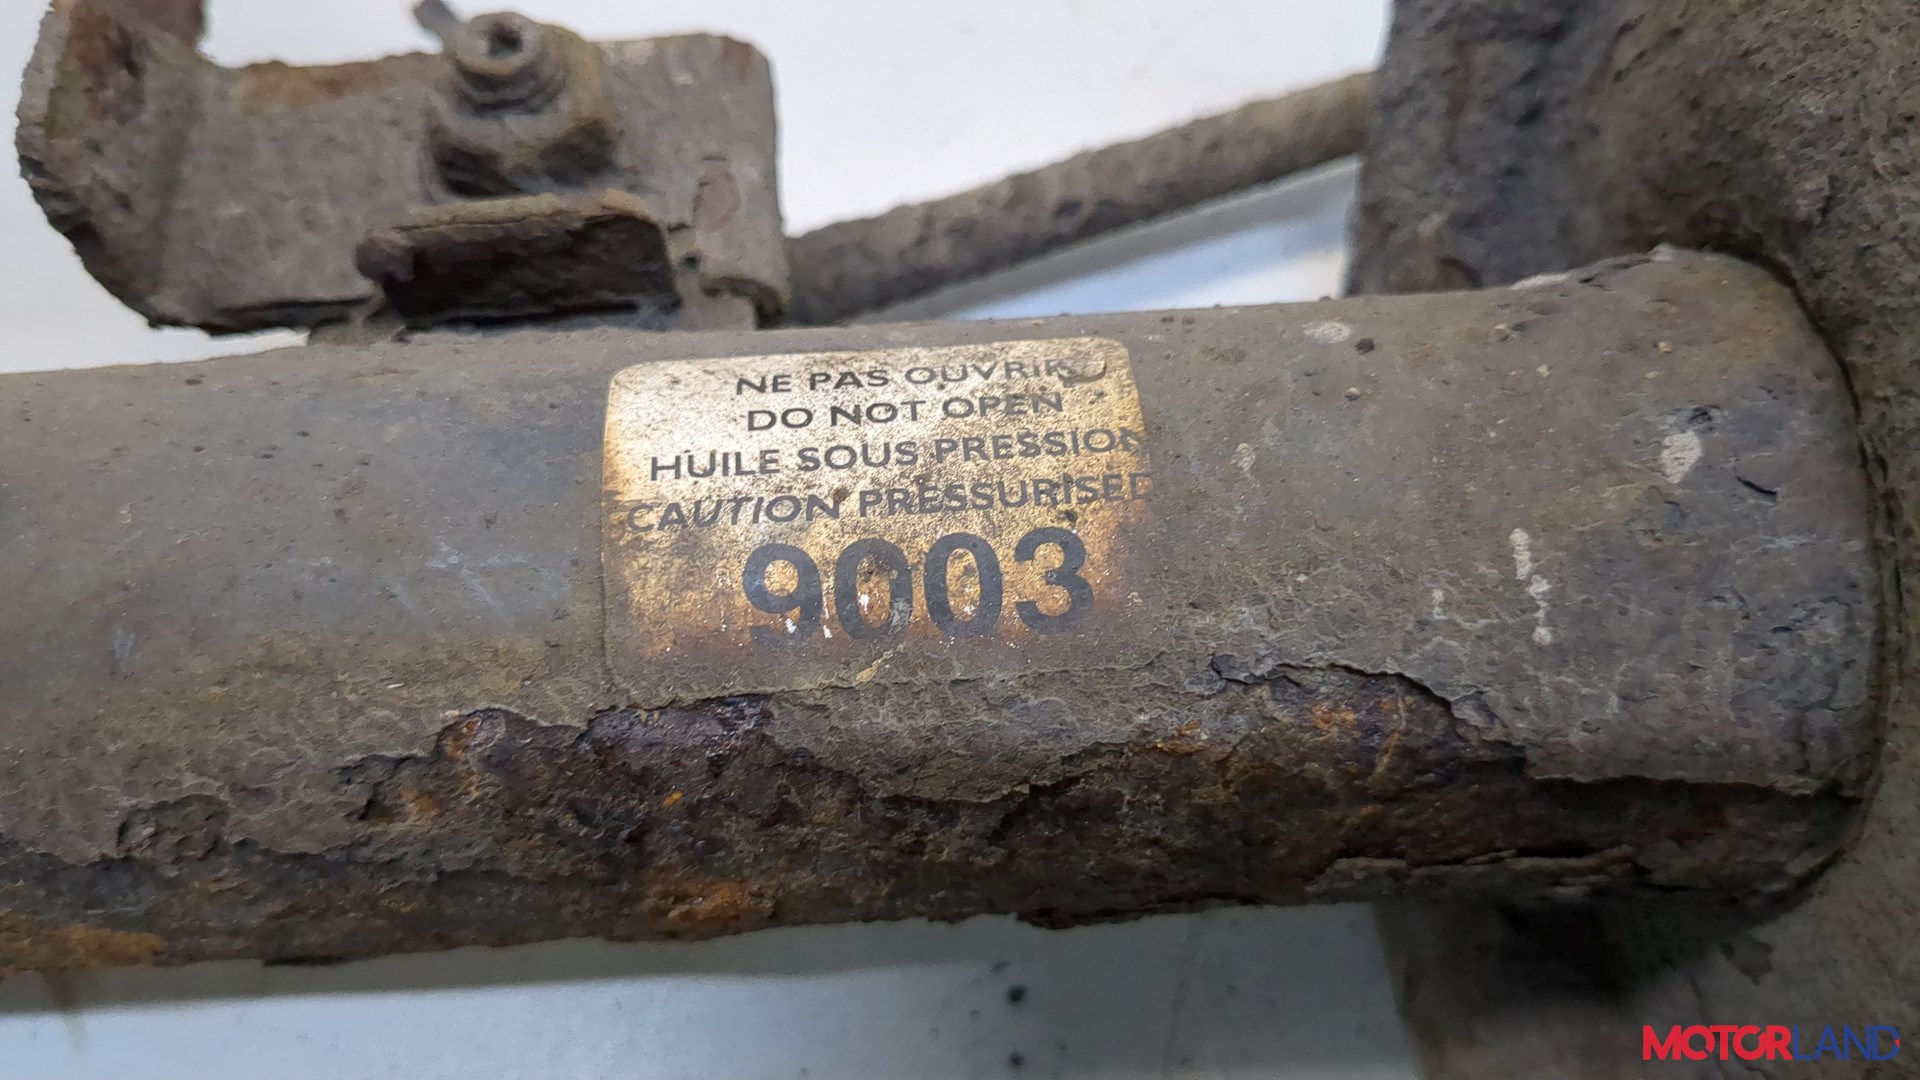 NE PAS OUVRIR
DO NOT OPEN
HUILE SOUS PRESSION
CAUTION PRESSURISED
9003
MOTORLAND